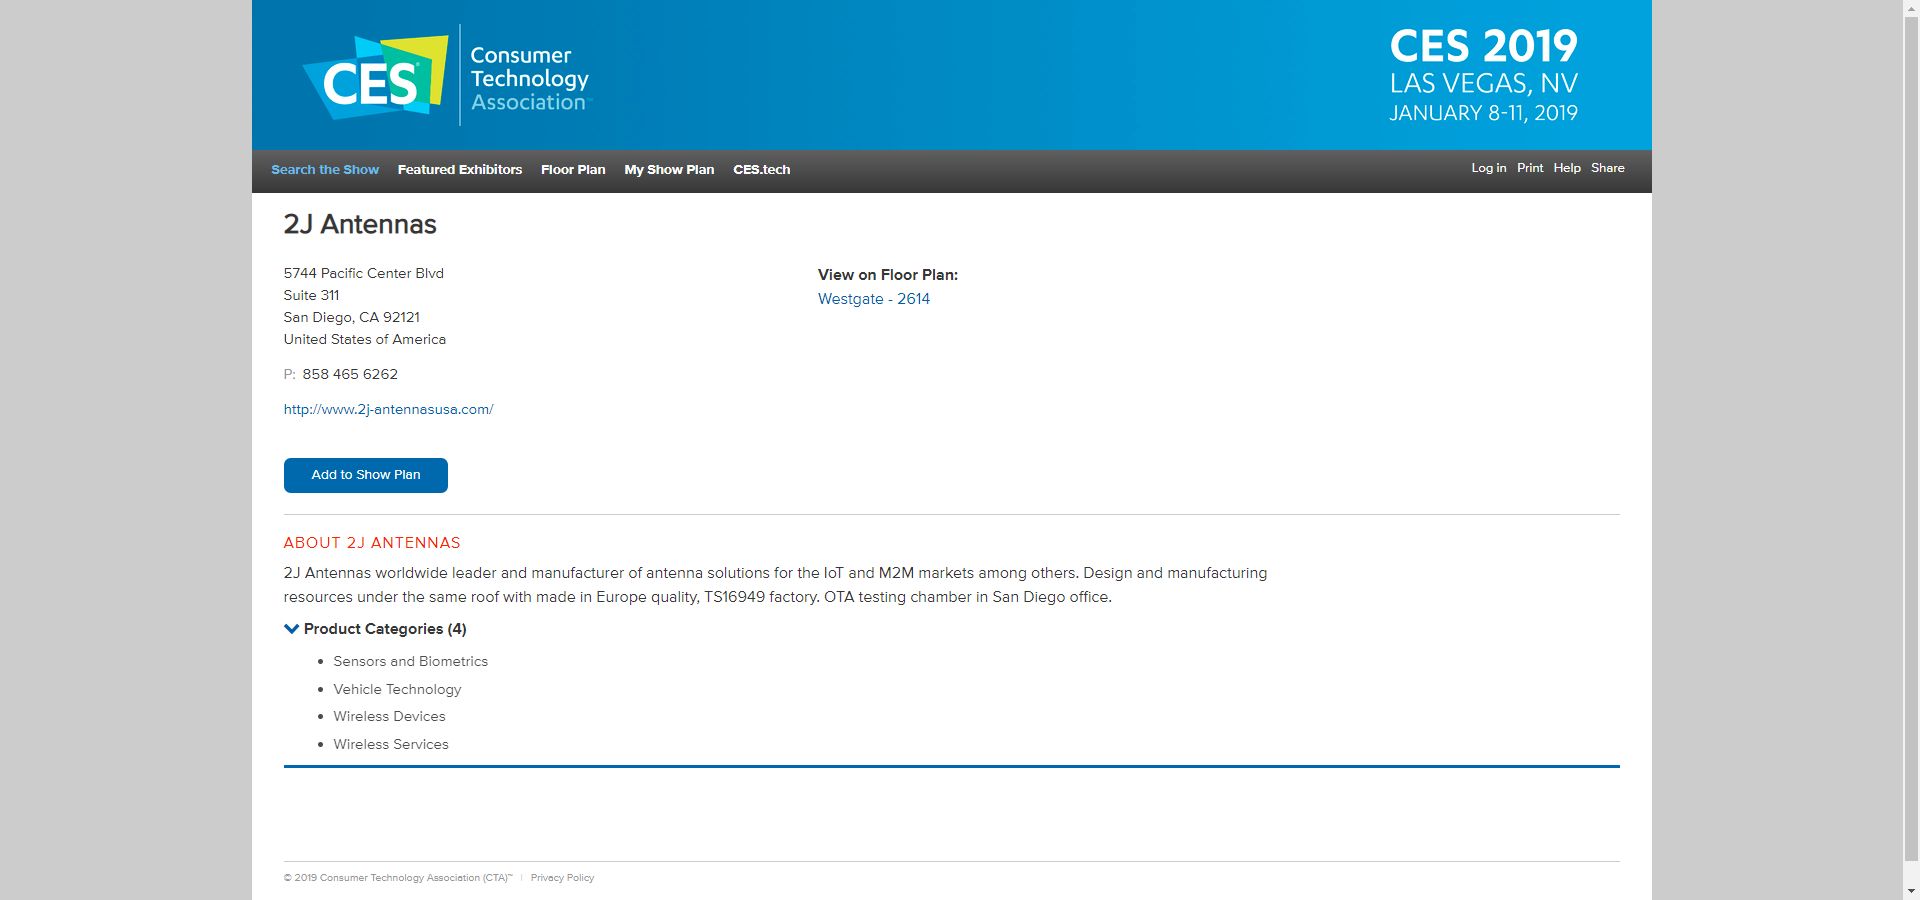 CES
Consumer
Technology
Association™
CES 2019
LAS VEGAS, NV
JANUARY 8-11, 2019
Search the Show Featured Exhibitors Floor Plan My Show Plan CES.tech Log in Print Help Share
2J Antennas
5744 Pacific Center Blvd
Suite 311
San Diego, CA 92121
United States of America
P: 858 465 6262
http://www.2j-antennasusa.com/
View on Floor Plan:
Westgate - 2614
Add to Show Plan
ABOUT 2J ANTENNAS
2J Antennas worldwide leader and manufacturer of antenna solutions for the IoT and M2M markets among others. Design and manufacturing
resources under the same roof with made in Europe quality, TS16949 factory. OTA testing chamber in San Diego office.
Product Categories (4)
• Sensors and Biometrics
• Vehicle Technology
• Wireless Devices
• Wireless Services
© 2019 Consumer Technology Association (CTA)™ | Privacy Policy